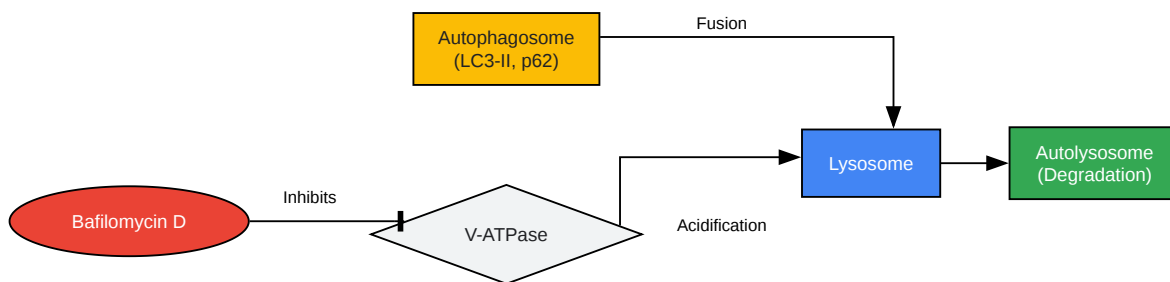 Fusion
Autophagosome
(LC3-II, p62)
Lysosome
Autolysosome
(Degradation)
Inhibits
Bafilomycin D
V-ATPase
Acidification